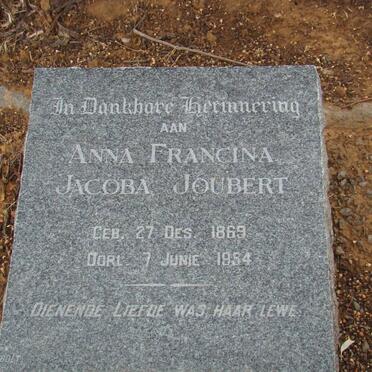 In Dankbare Herinnering
AAN
ANNA FRANCINA
JACOBA JOUBERT
GEB. 27 DES. 1869
OORL. 7 JUNIE 1954
DIENENDE LIEFDE WAS HAAR LEWE.